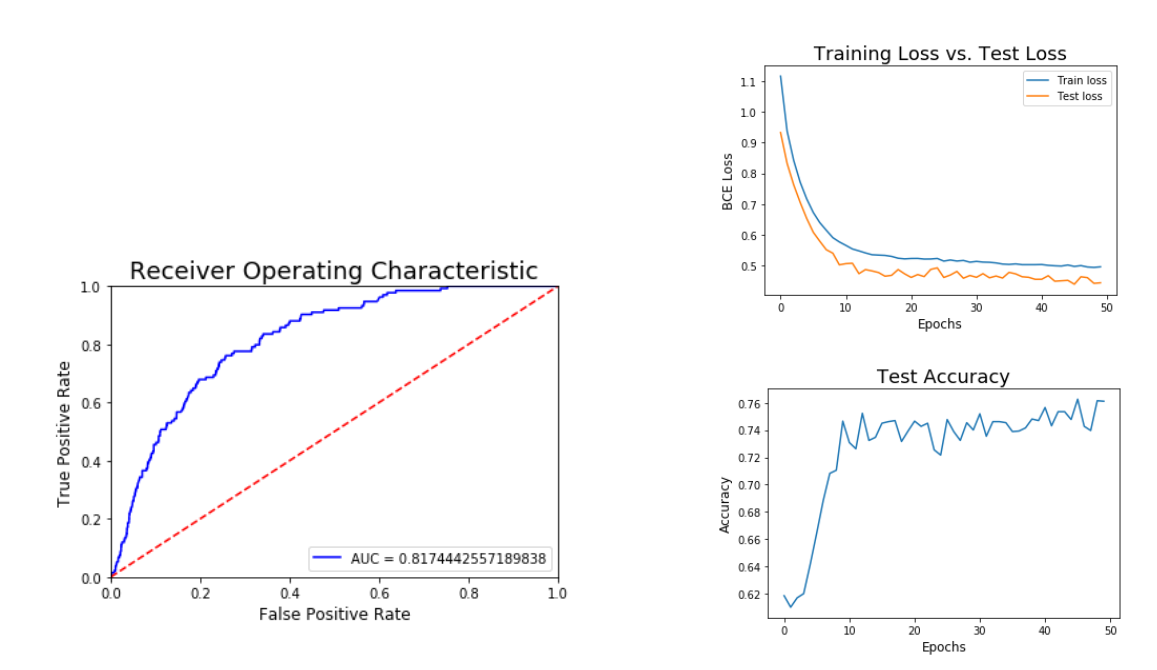 Receiver Operating Characteristic
True Positive Rate
1.0
0.8
0.6
0.4
0.2
0.0
0.0 0.2 0.4 0.6 0.8 1.0
False Positive Rate
AUC = 0.8174442557189838
Training Loss vs. Test Loss
BCE Loss
1.1
1.0
0.9
0.8
0.7
0.6
0.5
0 10 20 30 40 50
Epochs
Train loss
Test loss
Test Accuracy
Accuracy
0.76
0.74
0.72
0.70
0.68
0.66
0.64
0.62
0 10 20 30 40 50
Epochs